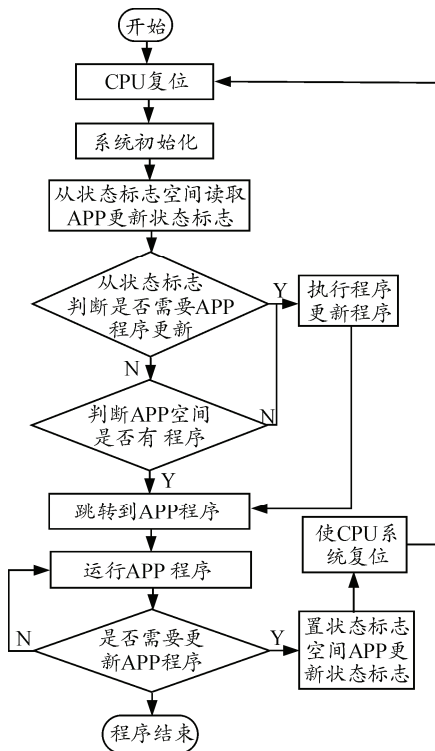 开始
CPU复位
系统初始化
从状态标志空间读取
APP更新状态标志
从状态标志
判断是否需要APP
程序更新
Y
执行程序
更新程序
N
判断APP空间
是否有 程序
N
Y
跳转到APP程序
使CPU系
统复位
运行APP 程序
N
是否需要更
新APP程序
Y
置状态标志
空间APP更
新状态标志
程序结束